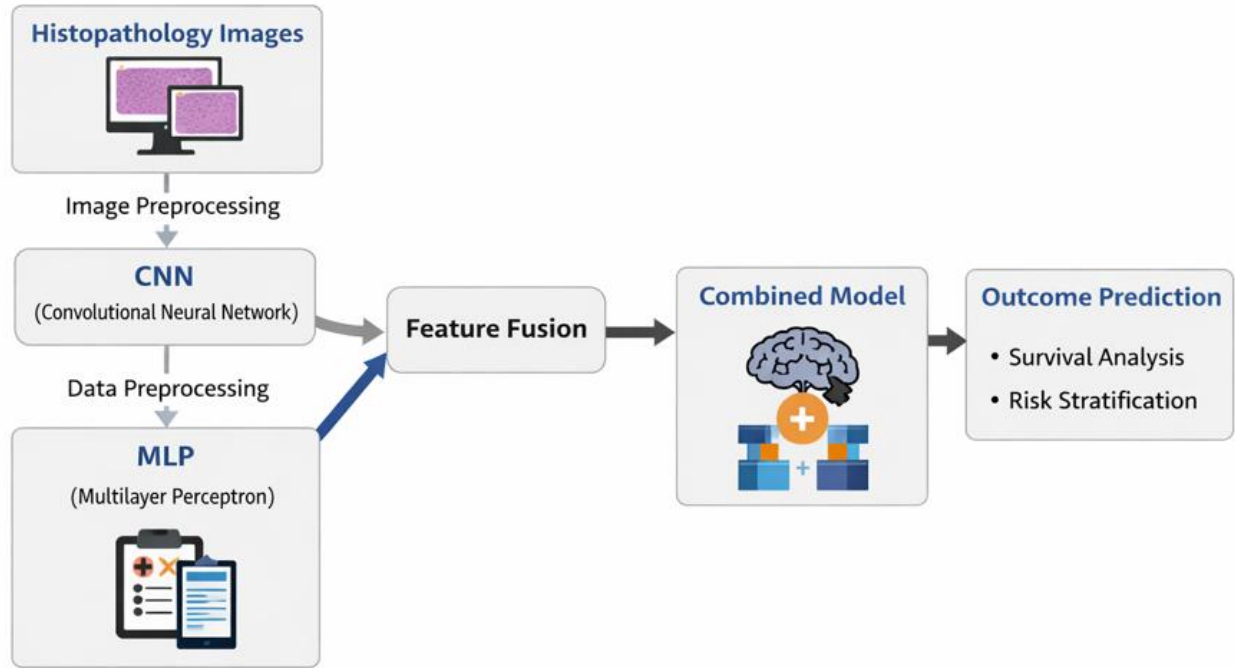 Histopathology Images
Image Preprocessing
CNN
(Convolutional Neural Network)
Data Preprocessing
MLP
(Multilayer Perceptron)
Feature Fusion
Combined Model
Outcome Prediction
• Survival Analysis
• Risk Stratification